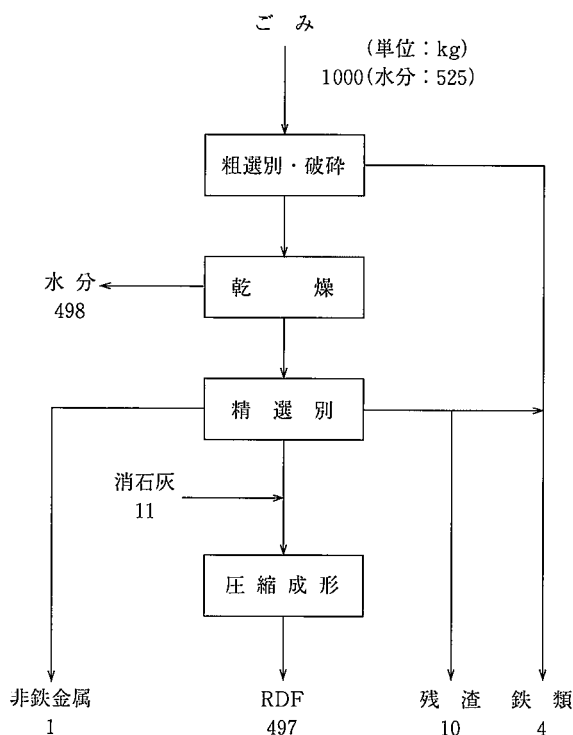 ごみ
(単位：kg)
1000(水分：525)
粗選別・破砕
水分
498
乾燥
精選別
消石灰
11
圧縮成形
非鉄金属
1
RDF
497
残渣
10
鉄類
4